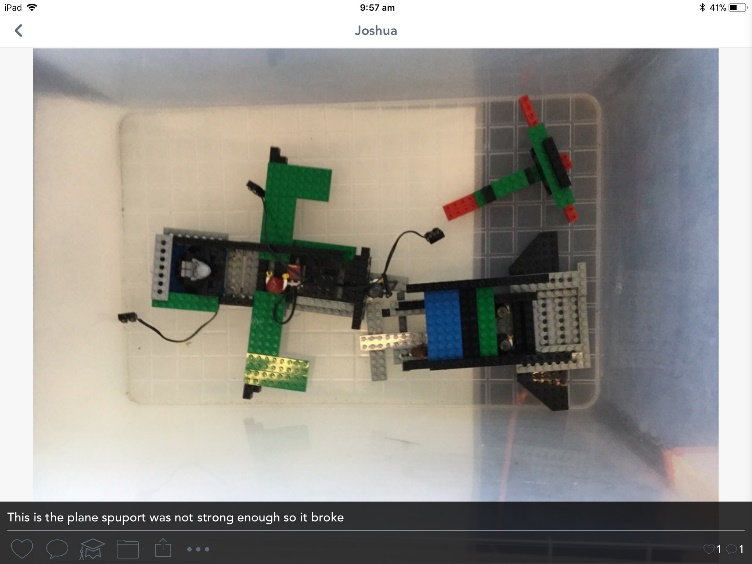 iPad
9:57 am
41%
Joshua
This is the plane spuport was not strong enough so it broke
1
1